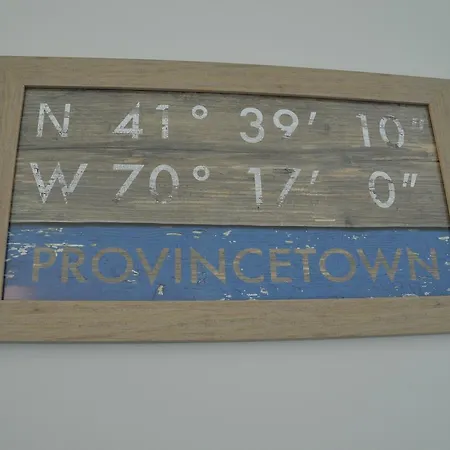 N 41° 39′ 10″
W 70° 17′ 0″
PROVINCETOWN